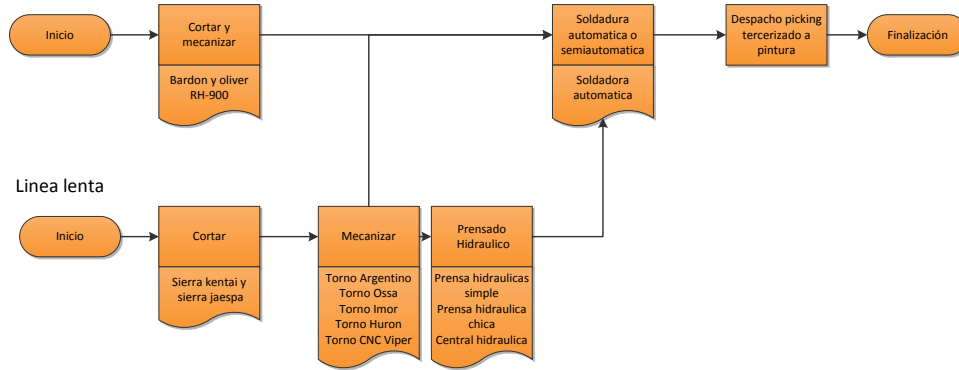 Inicio
Cortar y
mecanizar
Bardon y oliver
RH-900
Soldadura
automatica o
semiautomatica
Soldadora
automatica
Despacho picking
tercerizado a
pintura
Finalización
Linea lenta
Inicio
Cortar
Sierra kentai y
sierra jaespa
Mecanizar
Torno Argentino
Torno Ossa
Torno Imor
Torno Huron
Torno CNC Viper
Prensado
Hidraulico
Prensa hidraulicas
simple
Prensa hidraulica
chica
Central hidraulica